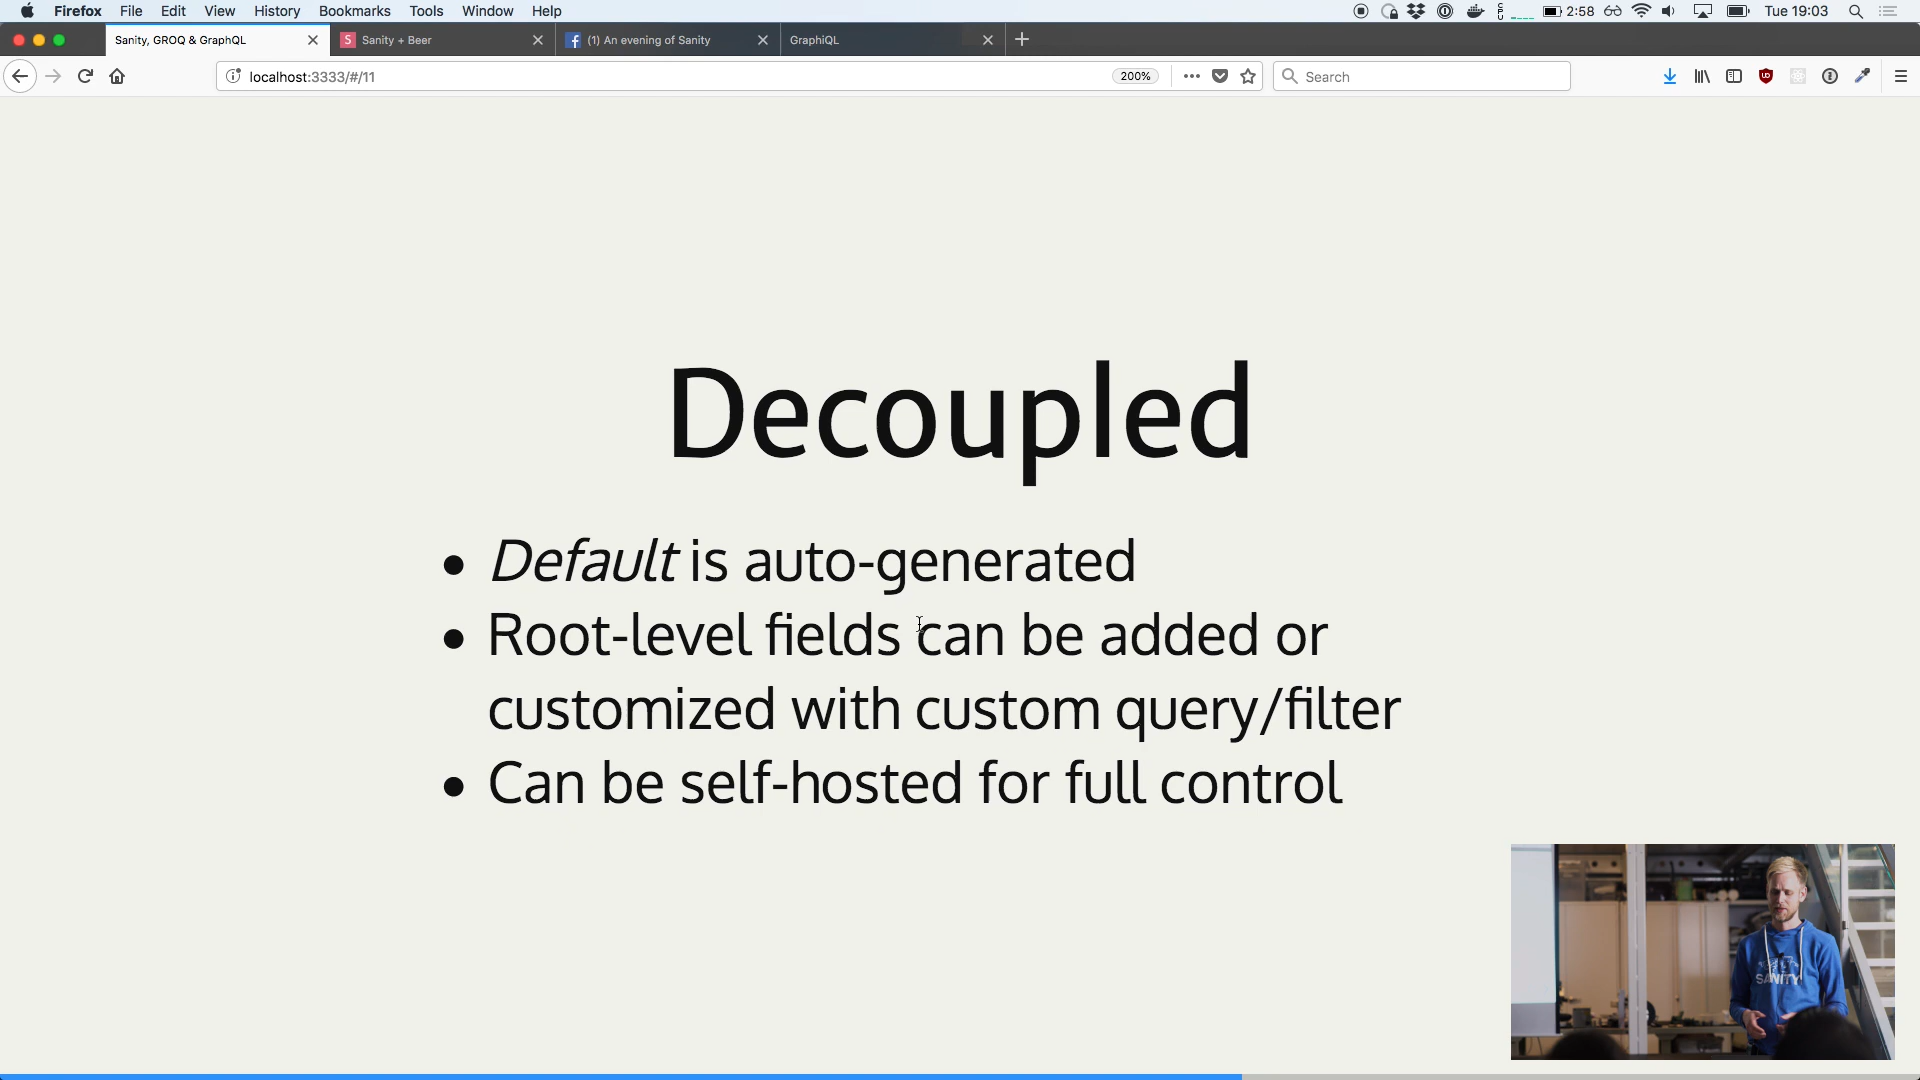 Firefox File Edit View History Bookmarks Tools Window Help 2:58 Tue 19:03
Sanity, GROQ & GraphQL
Sanity + Beer
(1) An evening of Sanity
GraphiQL
localhost:3333/#/11 200% Search
Decoupled
• Default is auto-generated
• Root-level fields can be added or
customized with custom query/filter
• Can be self-hosted for full control
SANITY